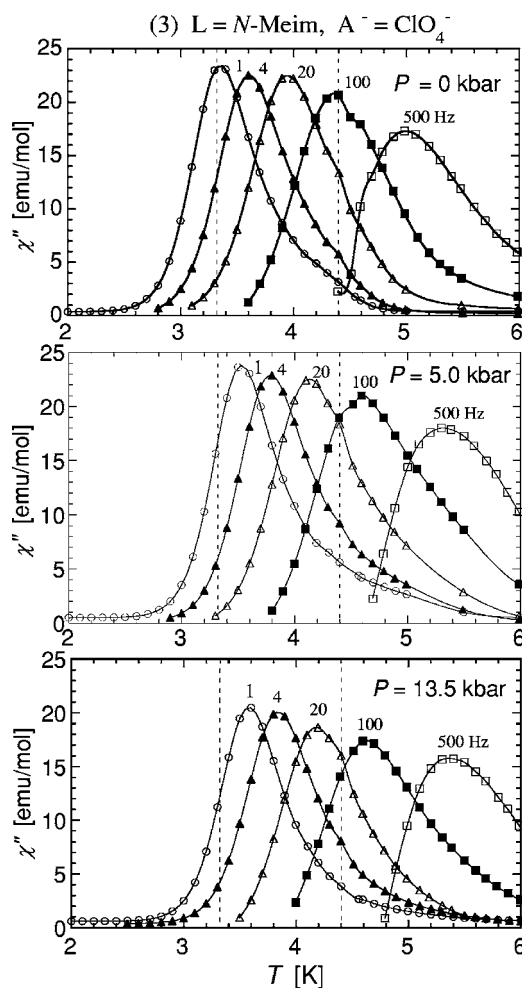 (3) L = N-Meim, A⁻ = ClO₄⁻
25
20
15
10
5
0
χ″ [emu/mol]
1
4
20
100
500 Hz
P = 0 kbar
2 3 4 5 6
25
20
15
10
5
0
χ″ [emu/mol]
1
4
20
100
500 Hz
P = 5.0 kbar
2 3 4 5 6
25
20
15
10
5
0
χ″ [emu/mol]
1
4
20
100
500 Hz
P = 13.5 kbar
2 3 4 5 6
T [K]